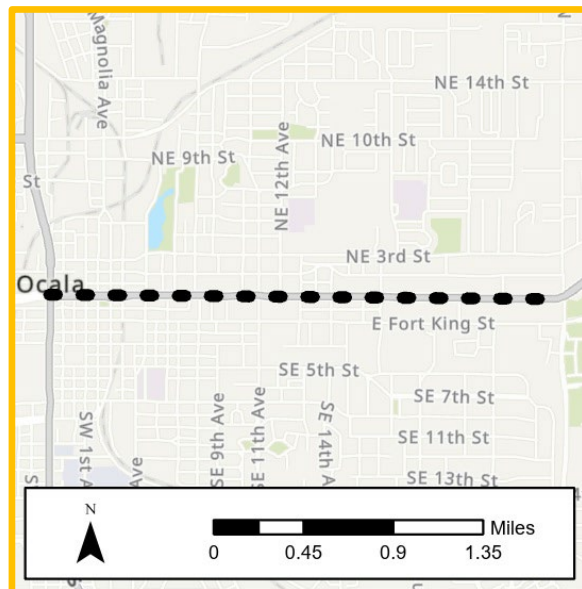 Magnolia Ave
NE 14th St
NE 10th St
NE 12th Ave
NE 9th St
St
NE 3rd St
Ocala
E Fort King St
SE 5th St
SE 7th St
SW 1st A
Ave
SE 9th Ave
SE 11th Ave
SE 14th A
SE 11th St
SE 13th St
S
N
Miles
0 0.45 0.9 1.35